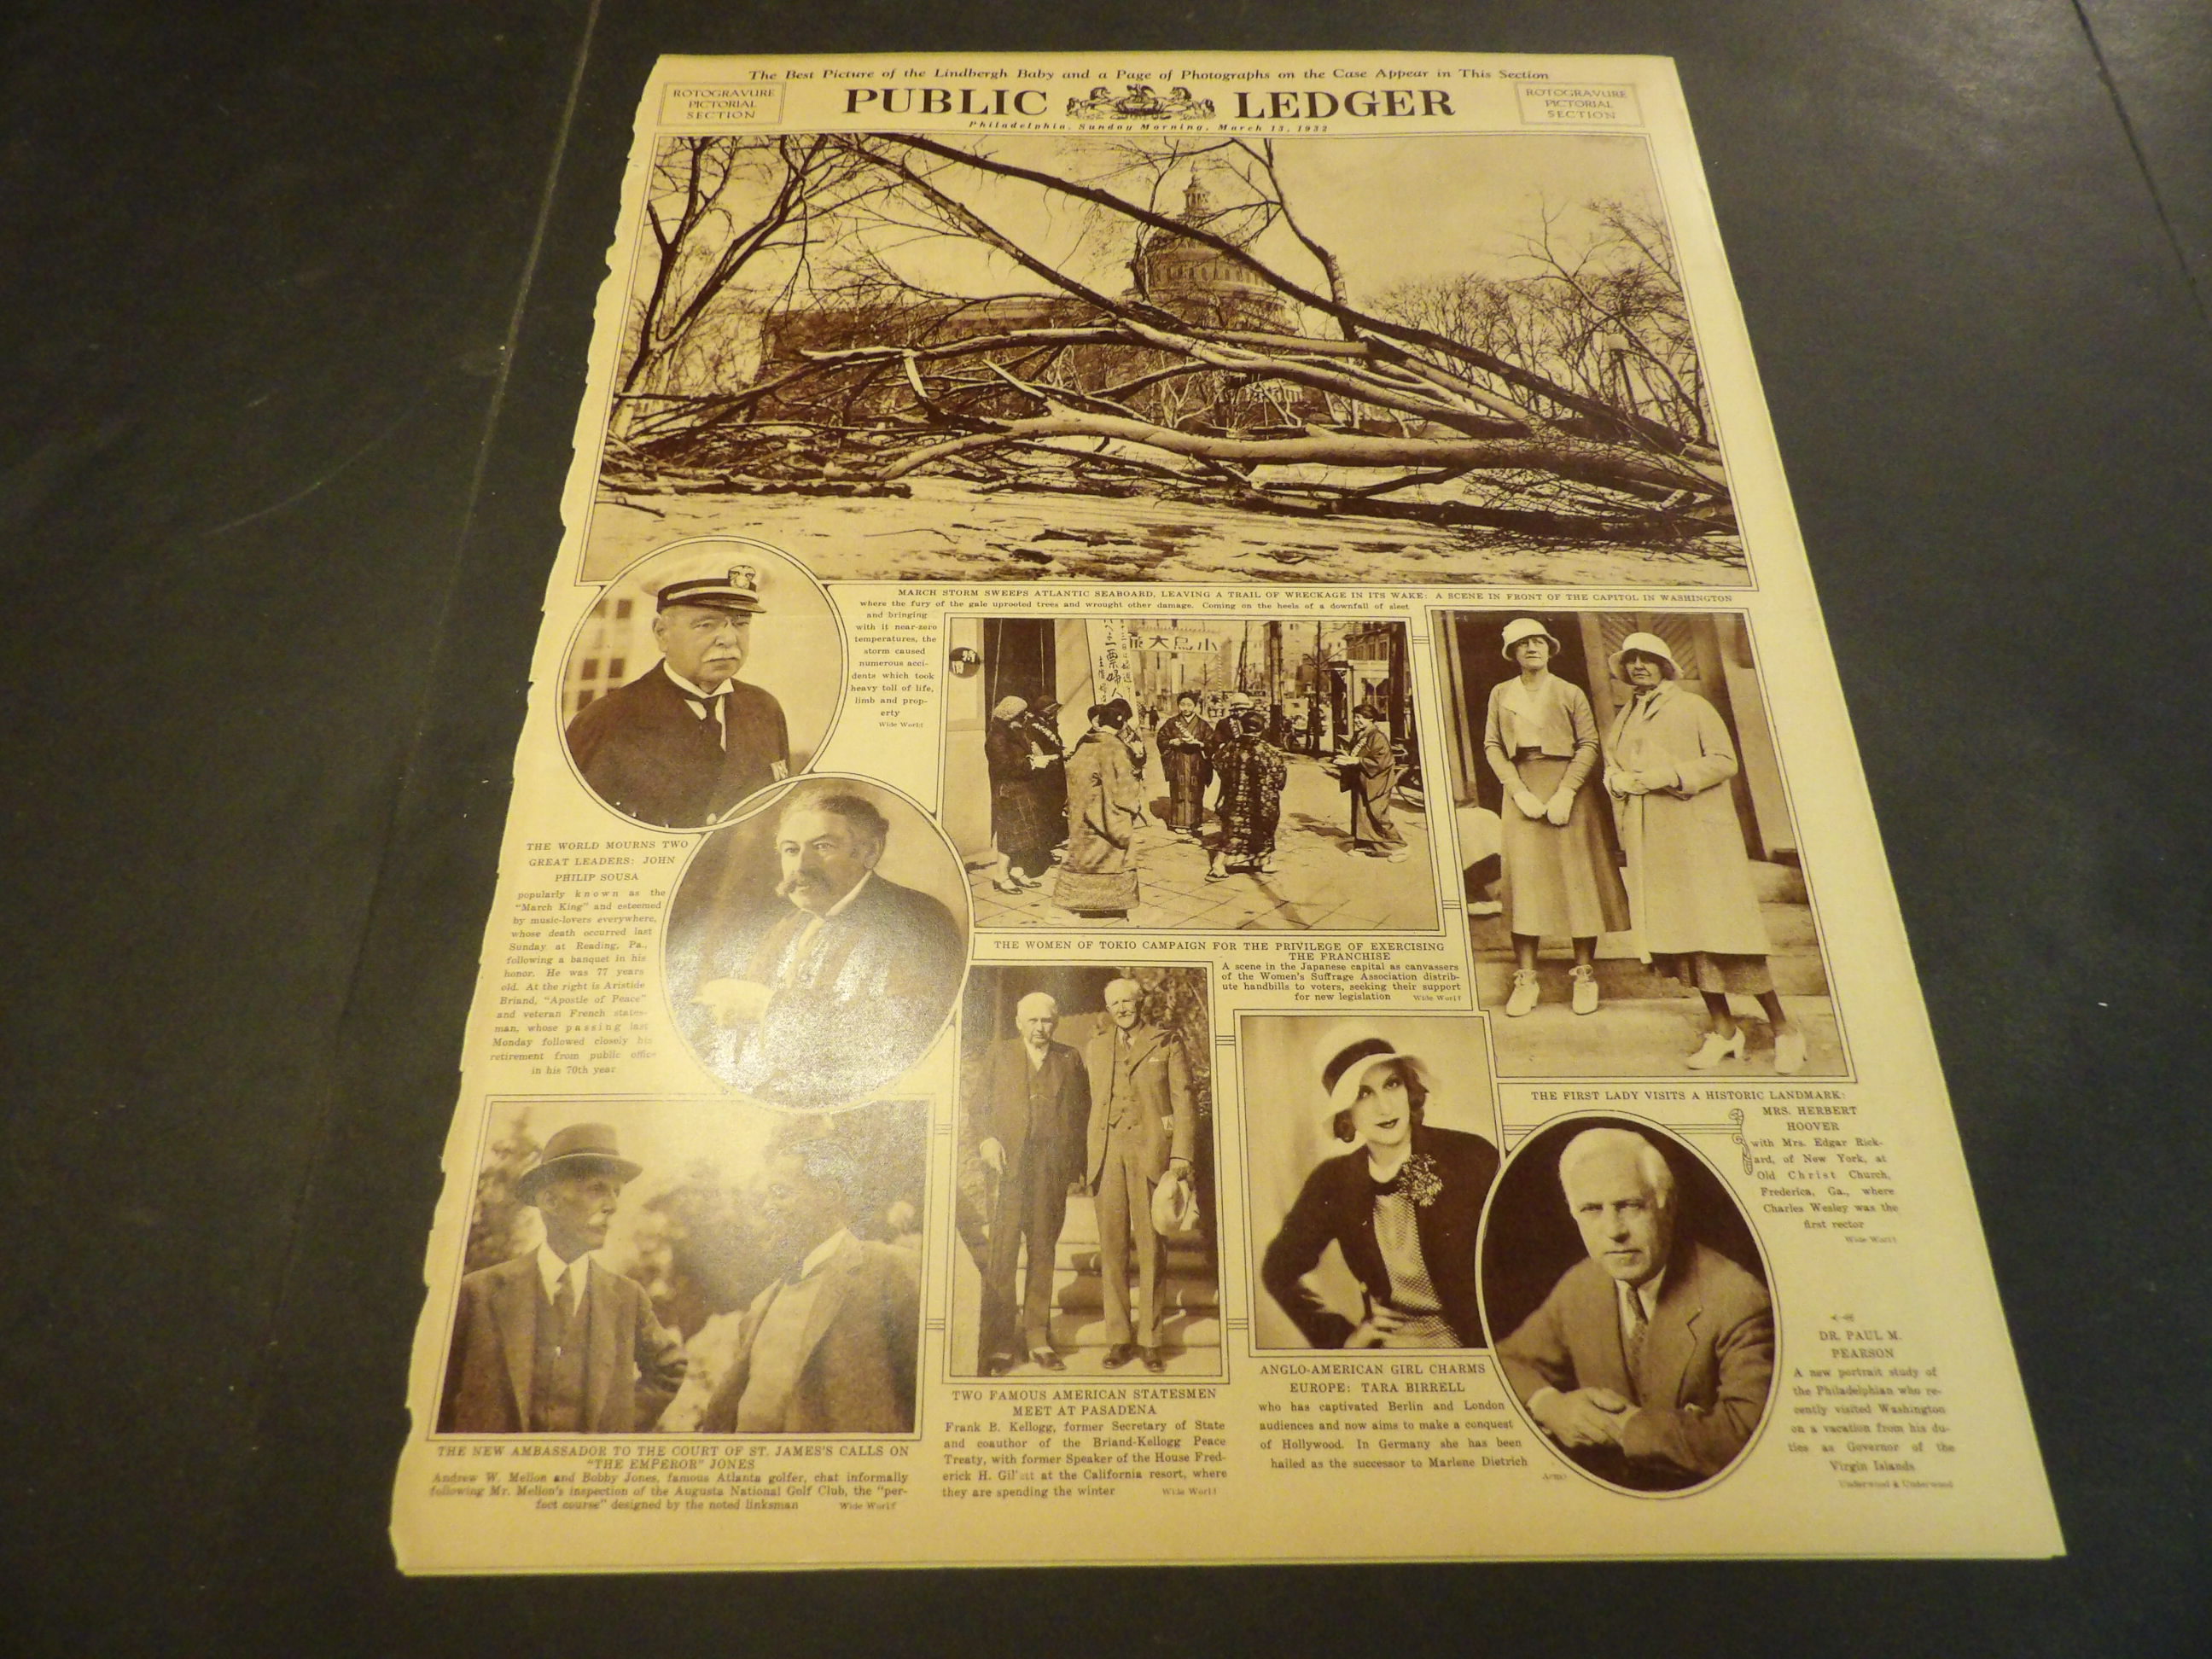 The Best Picture of the Lindbergh Baby and a Page of Photographs on the Case Appear in This Section
ROTOGRAVURE
PICTORIAL
SECTION
PUBLIC LEDGER
ROTOGRAVURE
PICTORIAL
SECTION
Philadelphia, Sunday Morning, March 13, 1932
MARCH STORM SWEEPS ATLANTIC SEABOARD, LEAVING A TRAIL OF WRECKAGE IN ITS WAKE: A SCENE IN FRONT OF THE CAPITOL IN WASHINGTON
where the fury of the gale uprooted trees and wrought other damage. Coming on the heels of a downfall of sleet
and bringing
with it near-zero
temperatures, the
storm caused
numerous acci-
dents which took
heavy toll of life,
limb and prop-
erty
Wide World
小鳥大
一票婦人
THE WORLD MOURNS TWO
GREAT LEADERS: JOHN
PHILIP SOUSA
popularly known as the
"March King" and esteemed
by music-lovers everywhere,
whose death occurred last
Sunday at Reading, Pa.,
following a banquet in his
honor. He was 77 years
old. At the right is Aristide
Briand, "Apostle of Peace"
and veteran French states-
man, whose passing last
Monday followed closely his
retirement from public office
in his 70th year
THE WOMEN OF TOKIO CAMPAIGN FOR THE PRIVILEGE OF EXERCISING
THE FRANCHISE
A scene in the Japanese capital as canvassers
of the Women's Suffrage Association distrib-
ute handbills to voters, seeking their support
for new legislation Wide World
THE FIRST LADY VISITS A HISTORIC LANDMARK:
MRS. HERBERT
HOOVER
with Mrs. Edgar Rick-
ard, of New York, at
Old Christ Church,
Frederica, Ga., where
Charles Wesley was the
first rector
Wide World
THE NEW AMBASSADOR TO THE COURT OF ST. JAMES'S CALLS ON
"THE EMPEROR" JONES
Andrew W. Mellon and Bobby Jones, famous Atlanta golfer, chat informally
following Mr. Mellon's inspection of the Augusta National Golf Club, the "per-
fect course" designed by the noted linksman Wide World
TWO FAMOUS AMERICAN STATESMEN
MEET AT PASADENA
Frank B. Kellogg, former Secretary of State
and coauthor of the Briand-Kellogg Peace
Treaty, with former Speaker of the House Fred-
erick H. Gillett at the California resort, where
they are spending the winter Wide World
ANGLO-AMERICAN GIRL CHARMS
EUROPE: TARA BIRRELL
who has captivated Berlin and London
audiences and now aims to make a conquest
of Hollywood. In Germany she has been
hailed as the successor to Marlene Dietrich
Acme
DR. PAUL M.
PEARSON
A new portrait study of
the Philadelphian who re-
cently visited Washington
on a vacation from his du-
ties as Governor of the
Virgin Islands
Underwood & Underwood